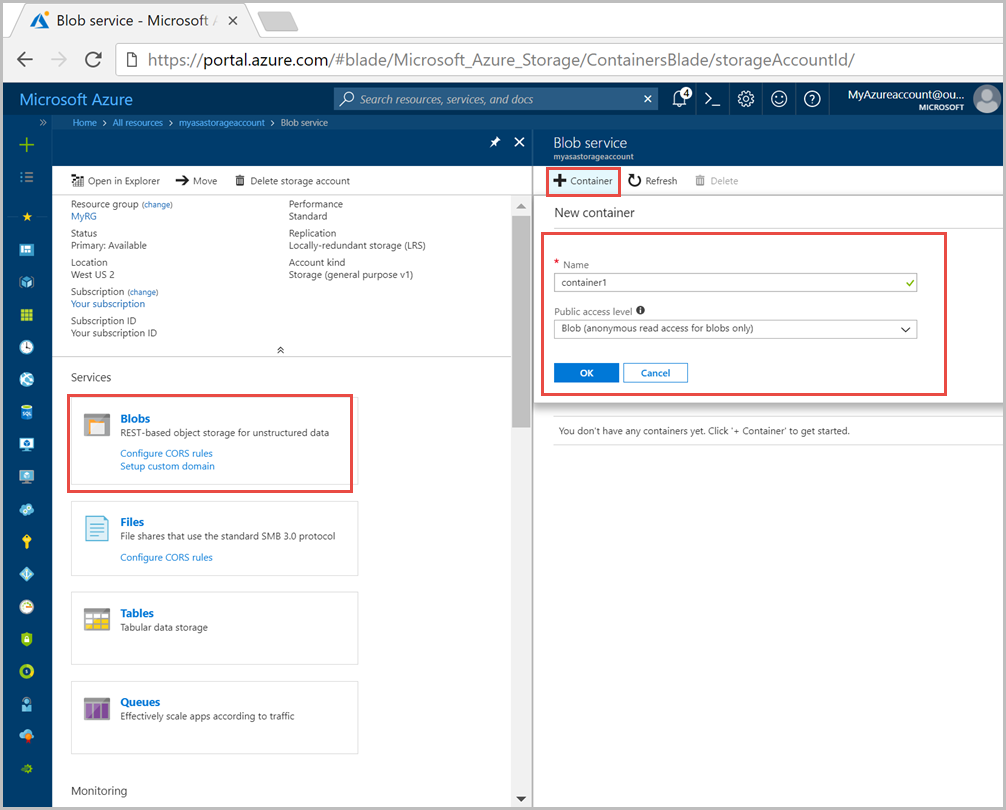 Blob service - Microsoft A
https://portal.azure.com/#blade/Microsoft_Azure_Storage/ContainersBlade/storageAccountId/
Microsoft Azure
Search resources, services, and docs
4
MyAzureaccount@ou...
MICROSOFT
Home > All resources > myasastorageaccount > Blob service
Open in Explorer
Move
Delete storage account
Resource group (change)
MyRG
Status
Primary: Available
Location
West US 2
Subscription (change)
Your subscription
Subscription ID
Your subscription ID
Performance
Standard
Replication
Locally-redundant storage (LRS)
Account kind
Storage (general purpose v1)
Services
Blobs
REST-based object storage for unstructured data
Configure CORS rules
Setup custom domain
Files
File shares that use the standard SMB 3.0 protocol
Configure CORS rules
Tables
Tabular data storage
Queues
Effectively scale apps according to traffic
Monitoring
Blob service
myasastorageaccount
Container
Refresh
Delete
New container
* Name
container1
Public access level
Blob (anonymous read access for blobs only)
OK
Cancel
You don't have any containers yet. Click '+ Container' to get started.